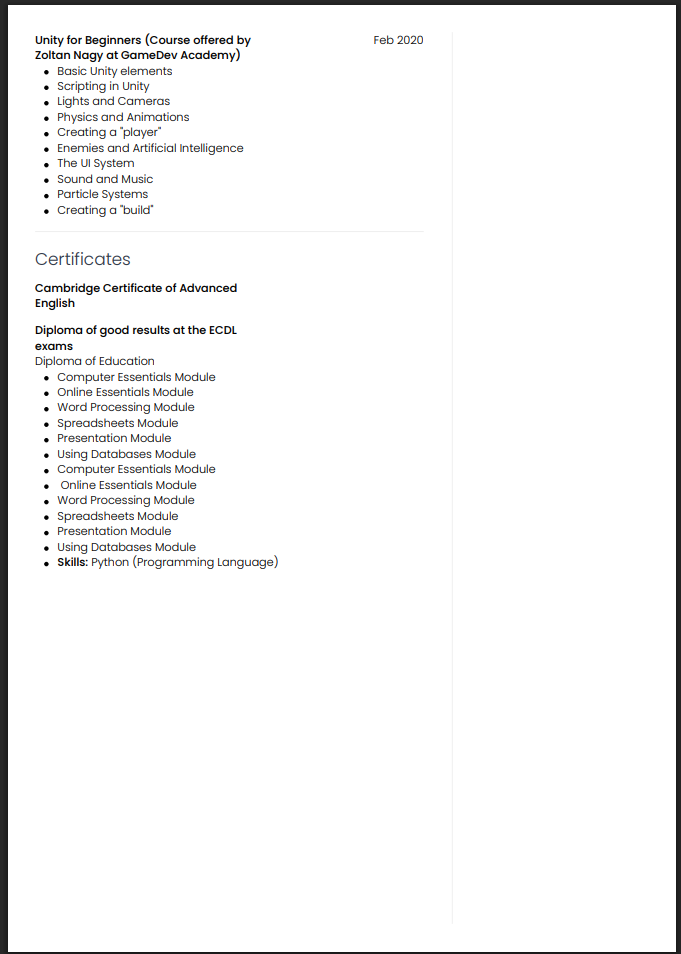 Unity for Beginners (Course offered by Feb 2020
Zoltan Nagy at GameDev Academy)
• Basic Unity elements
• Scripting in Unity
• Lights and Cameras
• Physics and Animations
• Creating a "player"
• Enemies and Artificial Intelligence
• The UI System
• Sound and Music
• Particle Systems
• Creating a "build"
Certificates
Cambridge Certificate of Advanced
English
Diploma of good results at the ECDL
exams
Diploma of Education
• Computer Essentials Module
• Online Essentials Module
• Word Processing Module
• Spreadsheets Module
• Presentation Module
• Using Databases Module
• Computer Essentials Module
• Online Essentials Module
• Word Processing Module
• Spreadsheets Module
• Presentation Module
• Using Databases Module
• Skills: Python (Programming Language)